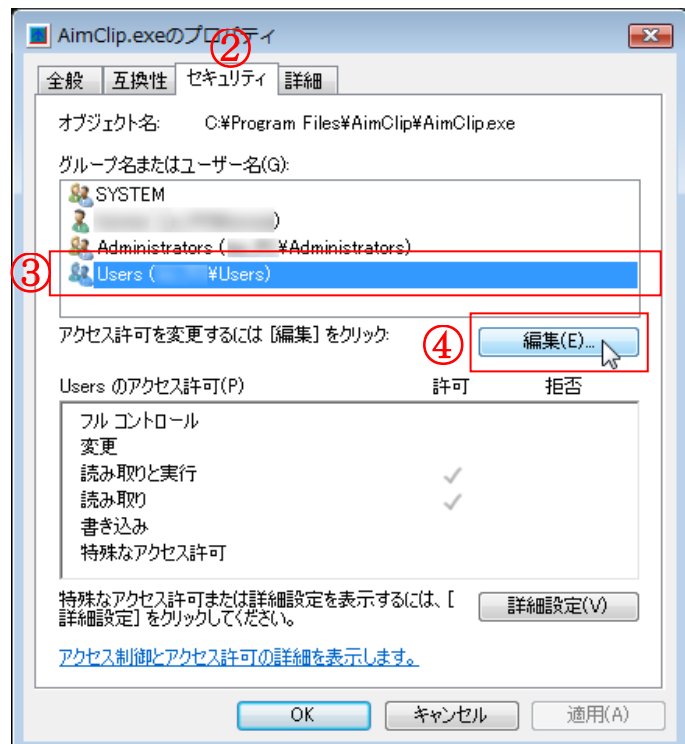 AimClip.exeのプロパティ
②
全般 互換性 セキュリティ 詳細
オブジェクト名: C:¥Program Files¥AimClip¥AimClip.exe
グループ名またはユーザー名(G):
SYSTEM
)
Administrators ( ¥Administrators)
③
Users ( ¥Users)
アクセス許可を変更するには [編集] をクリック:
④
編集(E)...
Users のアクセス許可(P) 許可 拒否
フル コントロール
変更
読み取りと実行
読み取り
書き込み
特殊なアクセス許可
特殊なアクセス許可または詳細設定を表示するには、[
詳細設定] をクリックしてください。
詳細設定(V)
アクセス制御とアクセス許可の詳細を表示します。
OK キャンセル 適用(A)